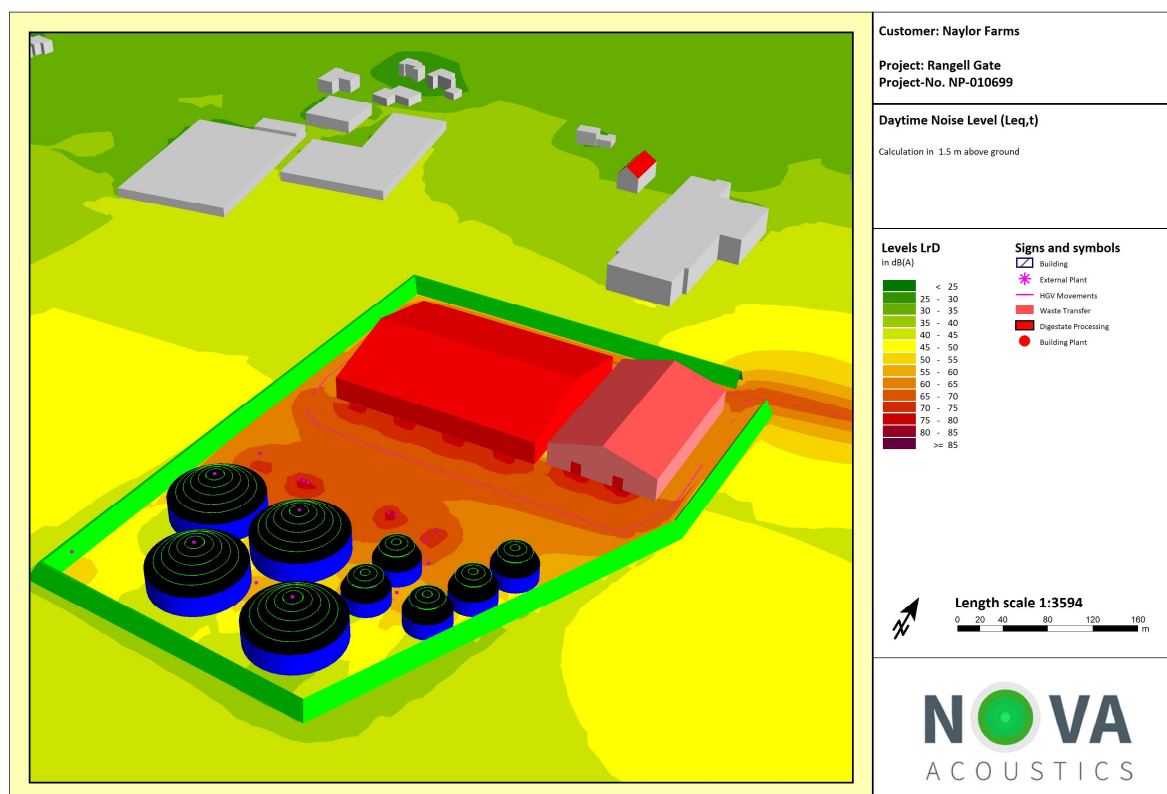 Customer: Naylor Farms
Project: Rangell Gate
Project-No. NP-010699
Daytime Noise Level (Leq,t)
Calculation in 1.5 m above ground
Levels LrD
in dB(A)
< 25
25 - 30
30 - 35
35 - 40
40 - 45
45 - 50
50 - 55
55 - 60
60 - 65
65 - 70
70 - 75
75 - 80
80 - 85
>= 85
Signs and symbols
Building
External Plant
HGV Movements
Waste Transfer
Digestate Processing
Building Plant
Length scale 1:3594
0 20 40 80 120 160
m
NOVA
ACOUSTICS